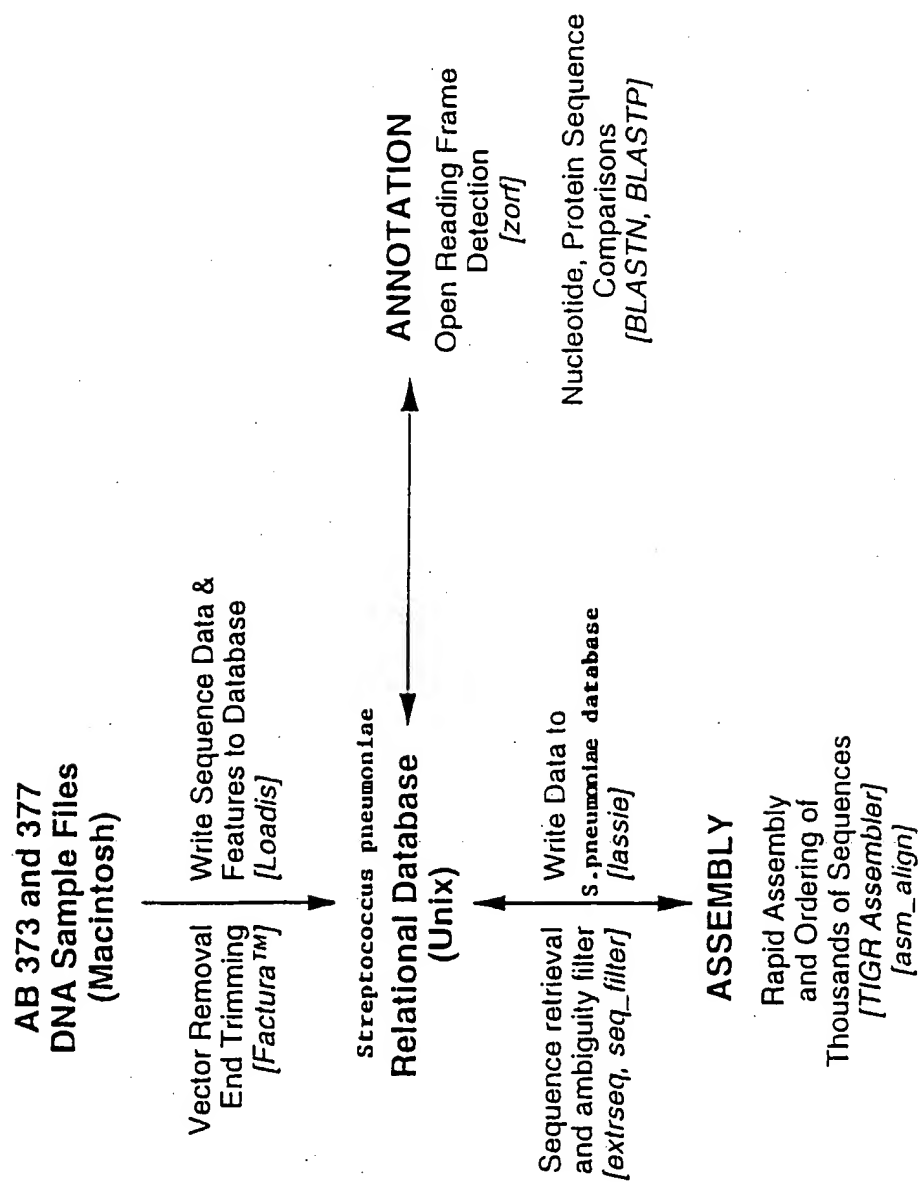 AB 373 and 377
DNA Sample Files
(Macintosh)
Vector Removal
End Trimming
[Factura™]
Write Sequence Data &
Features to Database
[Loadis]
Streptococcus pneumoniae
Relational Database
(Unix)
ANNOTATION
Open Reading Frame
Detection
[zorf]
Nucleotide, Protein Sequence
Comparisons
[BLASTN, BLASTP]
Sequence retrieval
and ambiguity filter
[extrseq, seq_filter]
Write Data to
S.pneumoniae database
[lassie]
ASSEMBLY
Rapid Assembly
and Ordering of
Thousands of Sequences
[TIGR Assembler]
[asm_align]